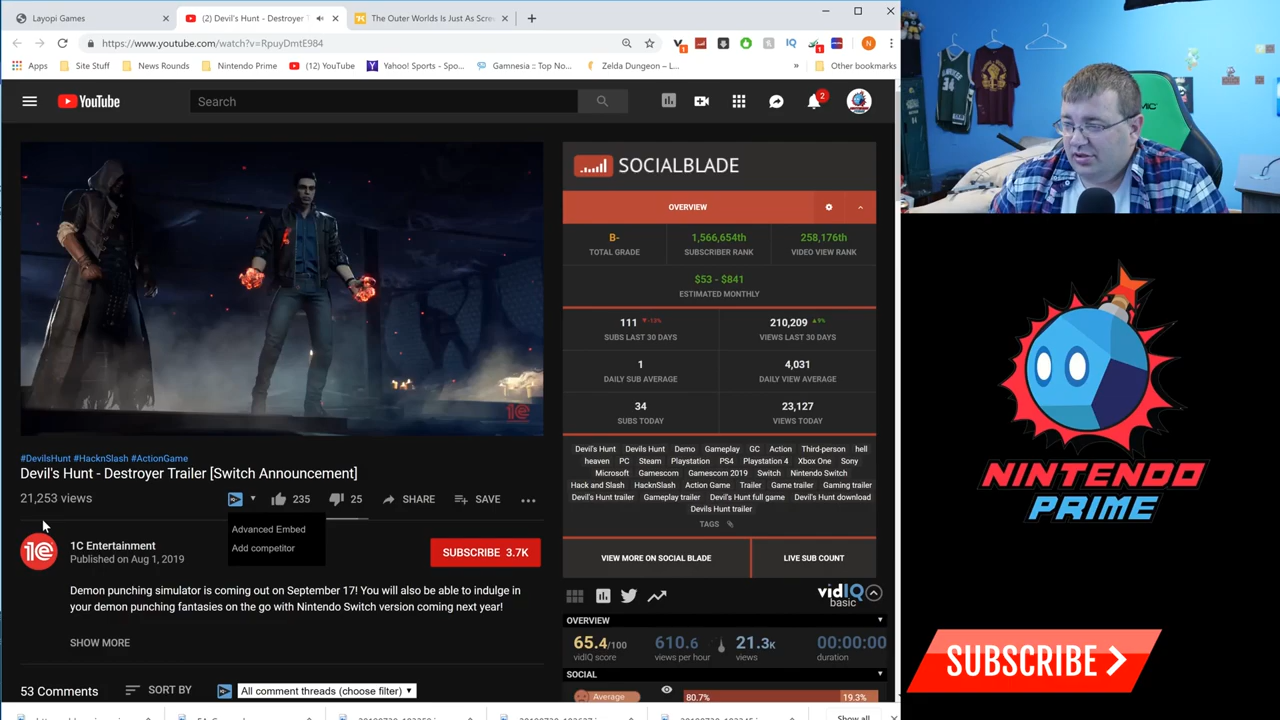 Layopi Games
(2) Devil's Hunt - Destroyer T
The Outer Worlds Is Just As Scre
https://www.youtube.com/watch?v=RpuyDmtE984
Apps
Site Stuff
News Rounds
Nintendo Prime
(12) YouTube
Yahoo! Sports - Spo...
Gamnesia :: Top No...
Zelda Dungeon – L...
»
Other bookmarks
YouTube
Search
2
SOCIALBLADE
OVERVIEW
B-
1,566,654th
258,176th
TOTAL GRADE
SUBSCRIBER RANK
VIDEO VIEW RANK
$53 - $841
ESTIMATED MONTHLY
111 ▼-13%
210,209 ▲9%
SUBS LAST 30 DAYS
VIEWS LAST 30 DAYS
1
4,031
DAILY SUB AVERAGE
DAILY VIEW AVERAGE
34
23,127
SUBS TODAY
VIEWS TODAY
Devil's Hunt Devils Hunt Demo Gameplay GC Action Third-person hell
heaven PC Steam Playstation PS4 Playstation 4 Xbox One Sony
Microsoft Gamescom Gamescom 2019 Switch Nintendo Switch
Hack and Slash HacknSlash Action Game Trailer Game trailer Gaming trailer
Devil's Hunt trailer Gameplay trailer Devil's Hunt full game Devil's Hunt download
Devils Hunt trailer
TAGS
VIEW MORE ON SOCIAL BLADE
LIVE SUB COUNT
1C
#DevilsHunt #HacknSlash #ActionGame
Devil's Hunt - Destroyer Trailer [Switch Announcement]
21,253 views
235
25
SHARE
SAVE
Advanced Embed
Add competitor
1C
1C Entertainment
Published on Aug 1, 2019
SUBSCRIBE 3.7K
Demon punching simulator is coming out on September 17! You will also be able to indulge in
your demon punching fantasies on the go with Nintendo Switch version coming next year!
SHOW MORE
53 Comments
SORT BY
All comment threads (choose filter)
vidIQ
basic
OVERVIEW
65.4/100
610.6
21.3K
00:00:00
vidIQ score
views per hour
views
duration
SOCIAL
Average
80.7%
19.3%
Show all
34
NINTENDO
PRIME
SUBSCRIBE